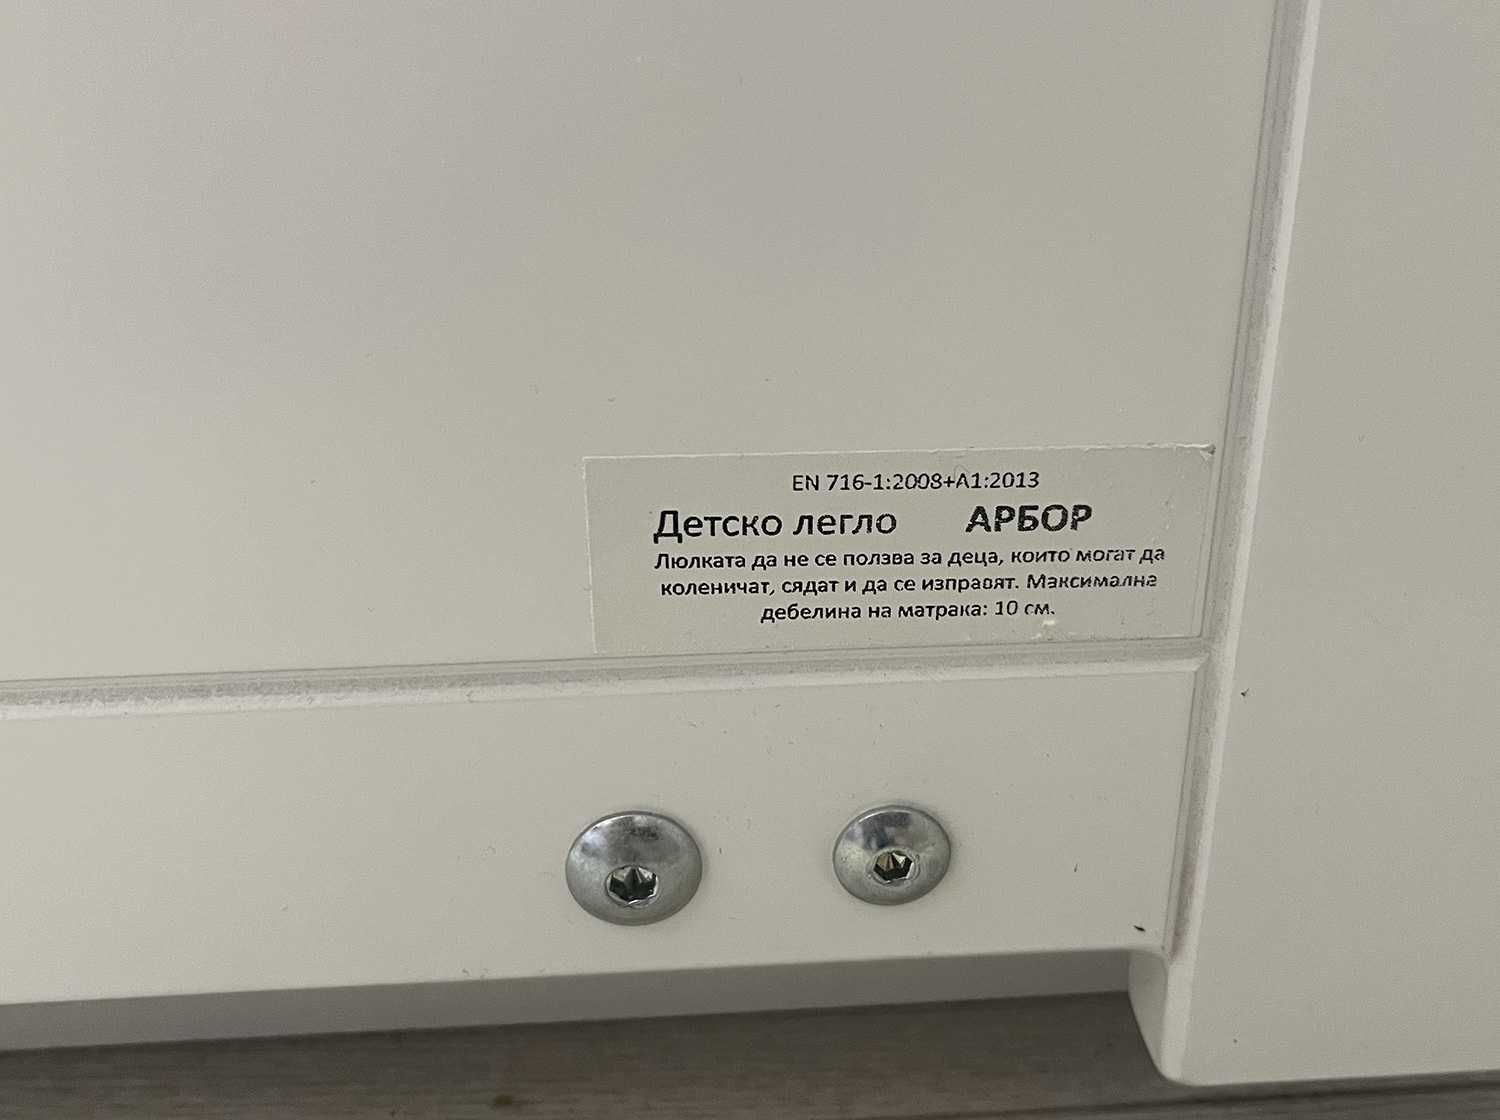 EN 716-1:2008+A1:2013
Детско легло АРБОР
Люлката да не се ползва за деца, които могат да
коленичат, сядат и да се изправят. Максимална
дебелина на матрака: 10 см.